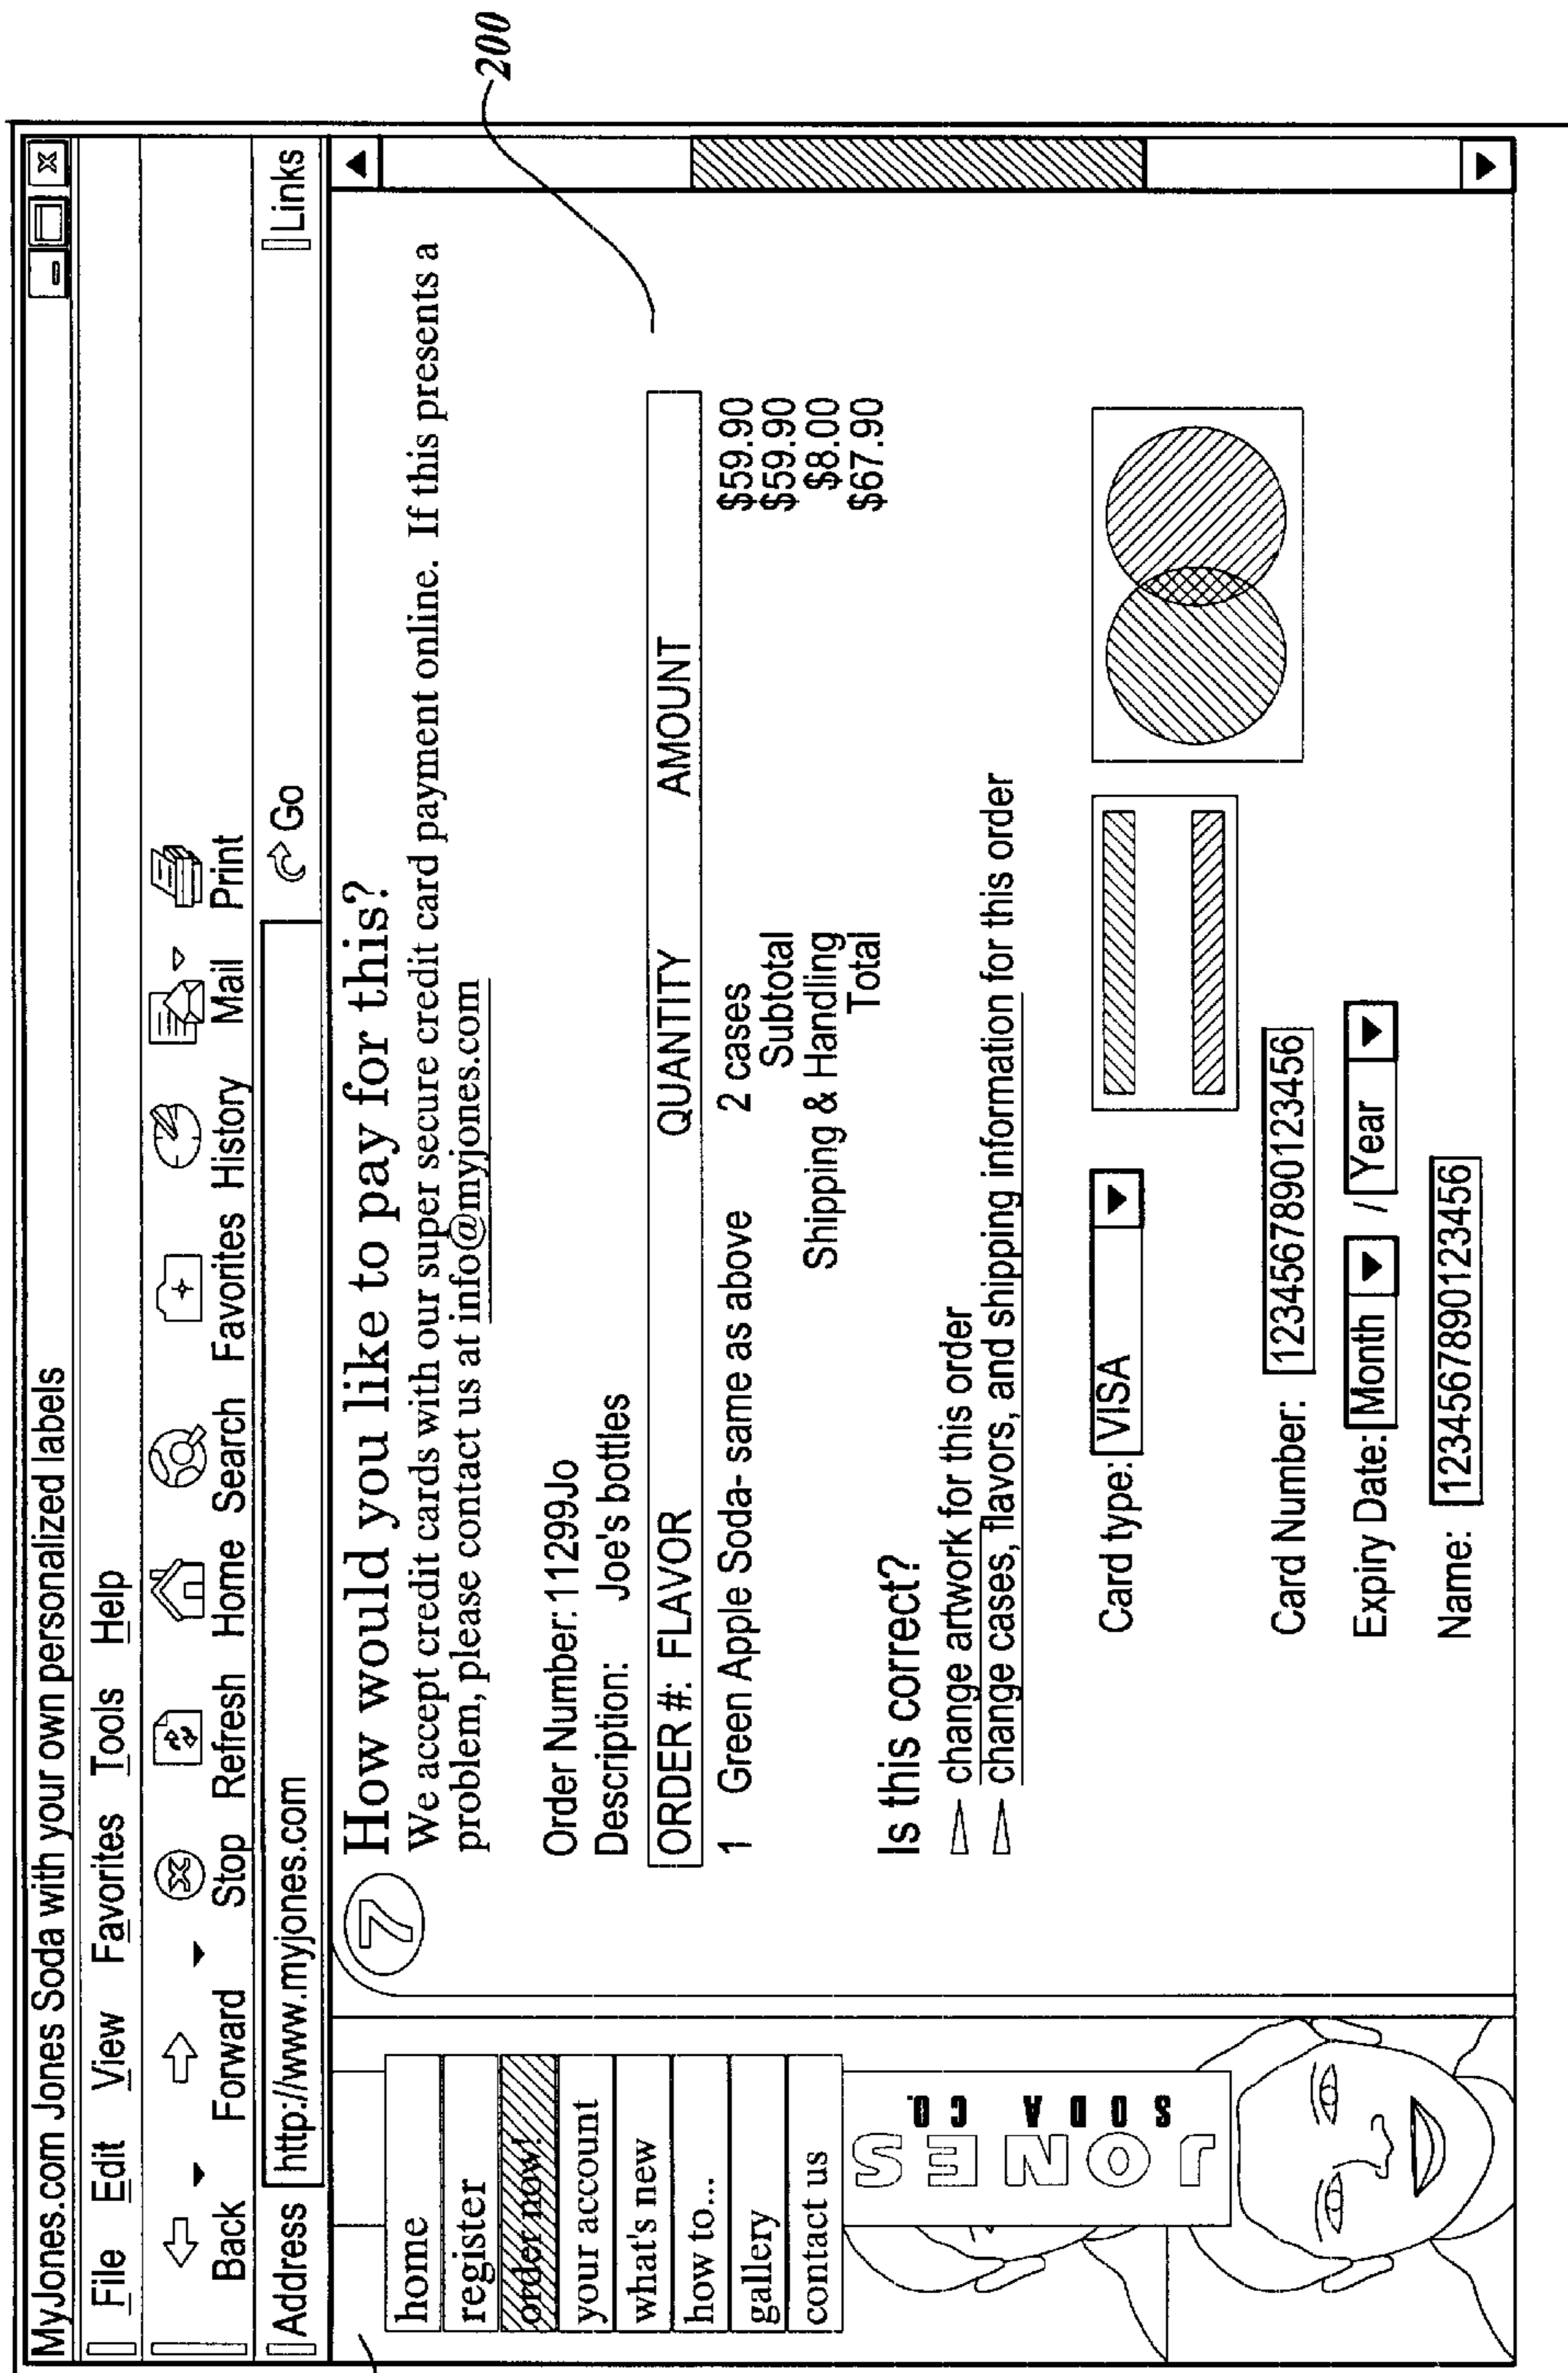 MyJones.com Jones Soda with your own personalized labels
File Edit View Favorites Tools Help
Back Forward Stop Refresh Home Search Favorites History Mail Print
Address http://www.myjones.com Go Links
home
register
order now!
your account
what's new
how to...
gallery
contact us
JONES
SODA CO.
7 How would you like to pay for this?
We accept credit cards with our super secure credit card payment online. If this presents a
problem, please contact us at info@myjones.com
200
Order Number: 11299Jo
Description: Joe's bottles
ORDER #: FLAVOR QUANTITY AMOUNT
1 Green Apple Soda- same as above 2 cases $59.90
Subtotal $59.90
Shipping & Handling $8.00
Total $67.90
Is this correct?
change artwork for this order
change cases, flavors, and shipping information for this order
Card type: VISA
Card Number: 1234567890123456
Expiry Date: Month / Year
Name: 1234567890123456